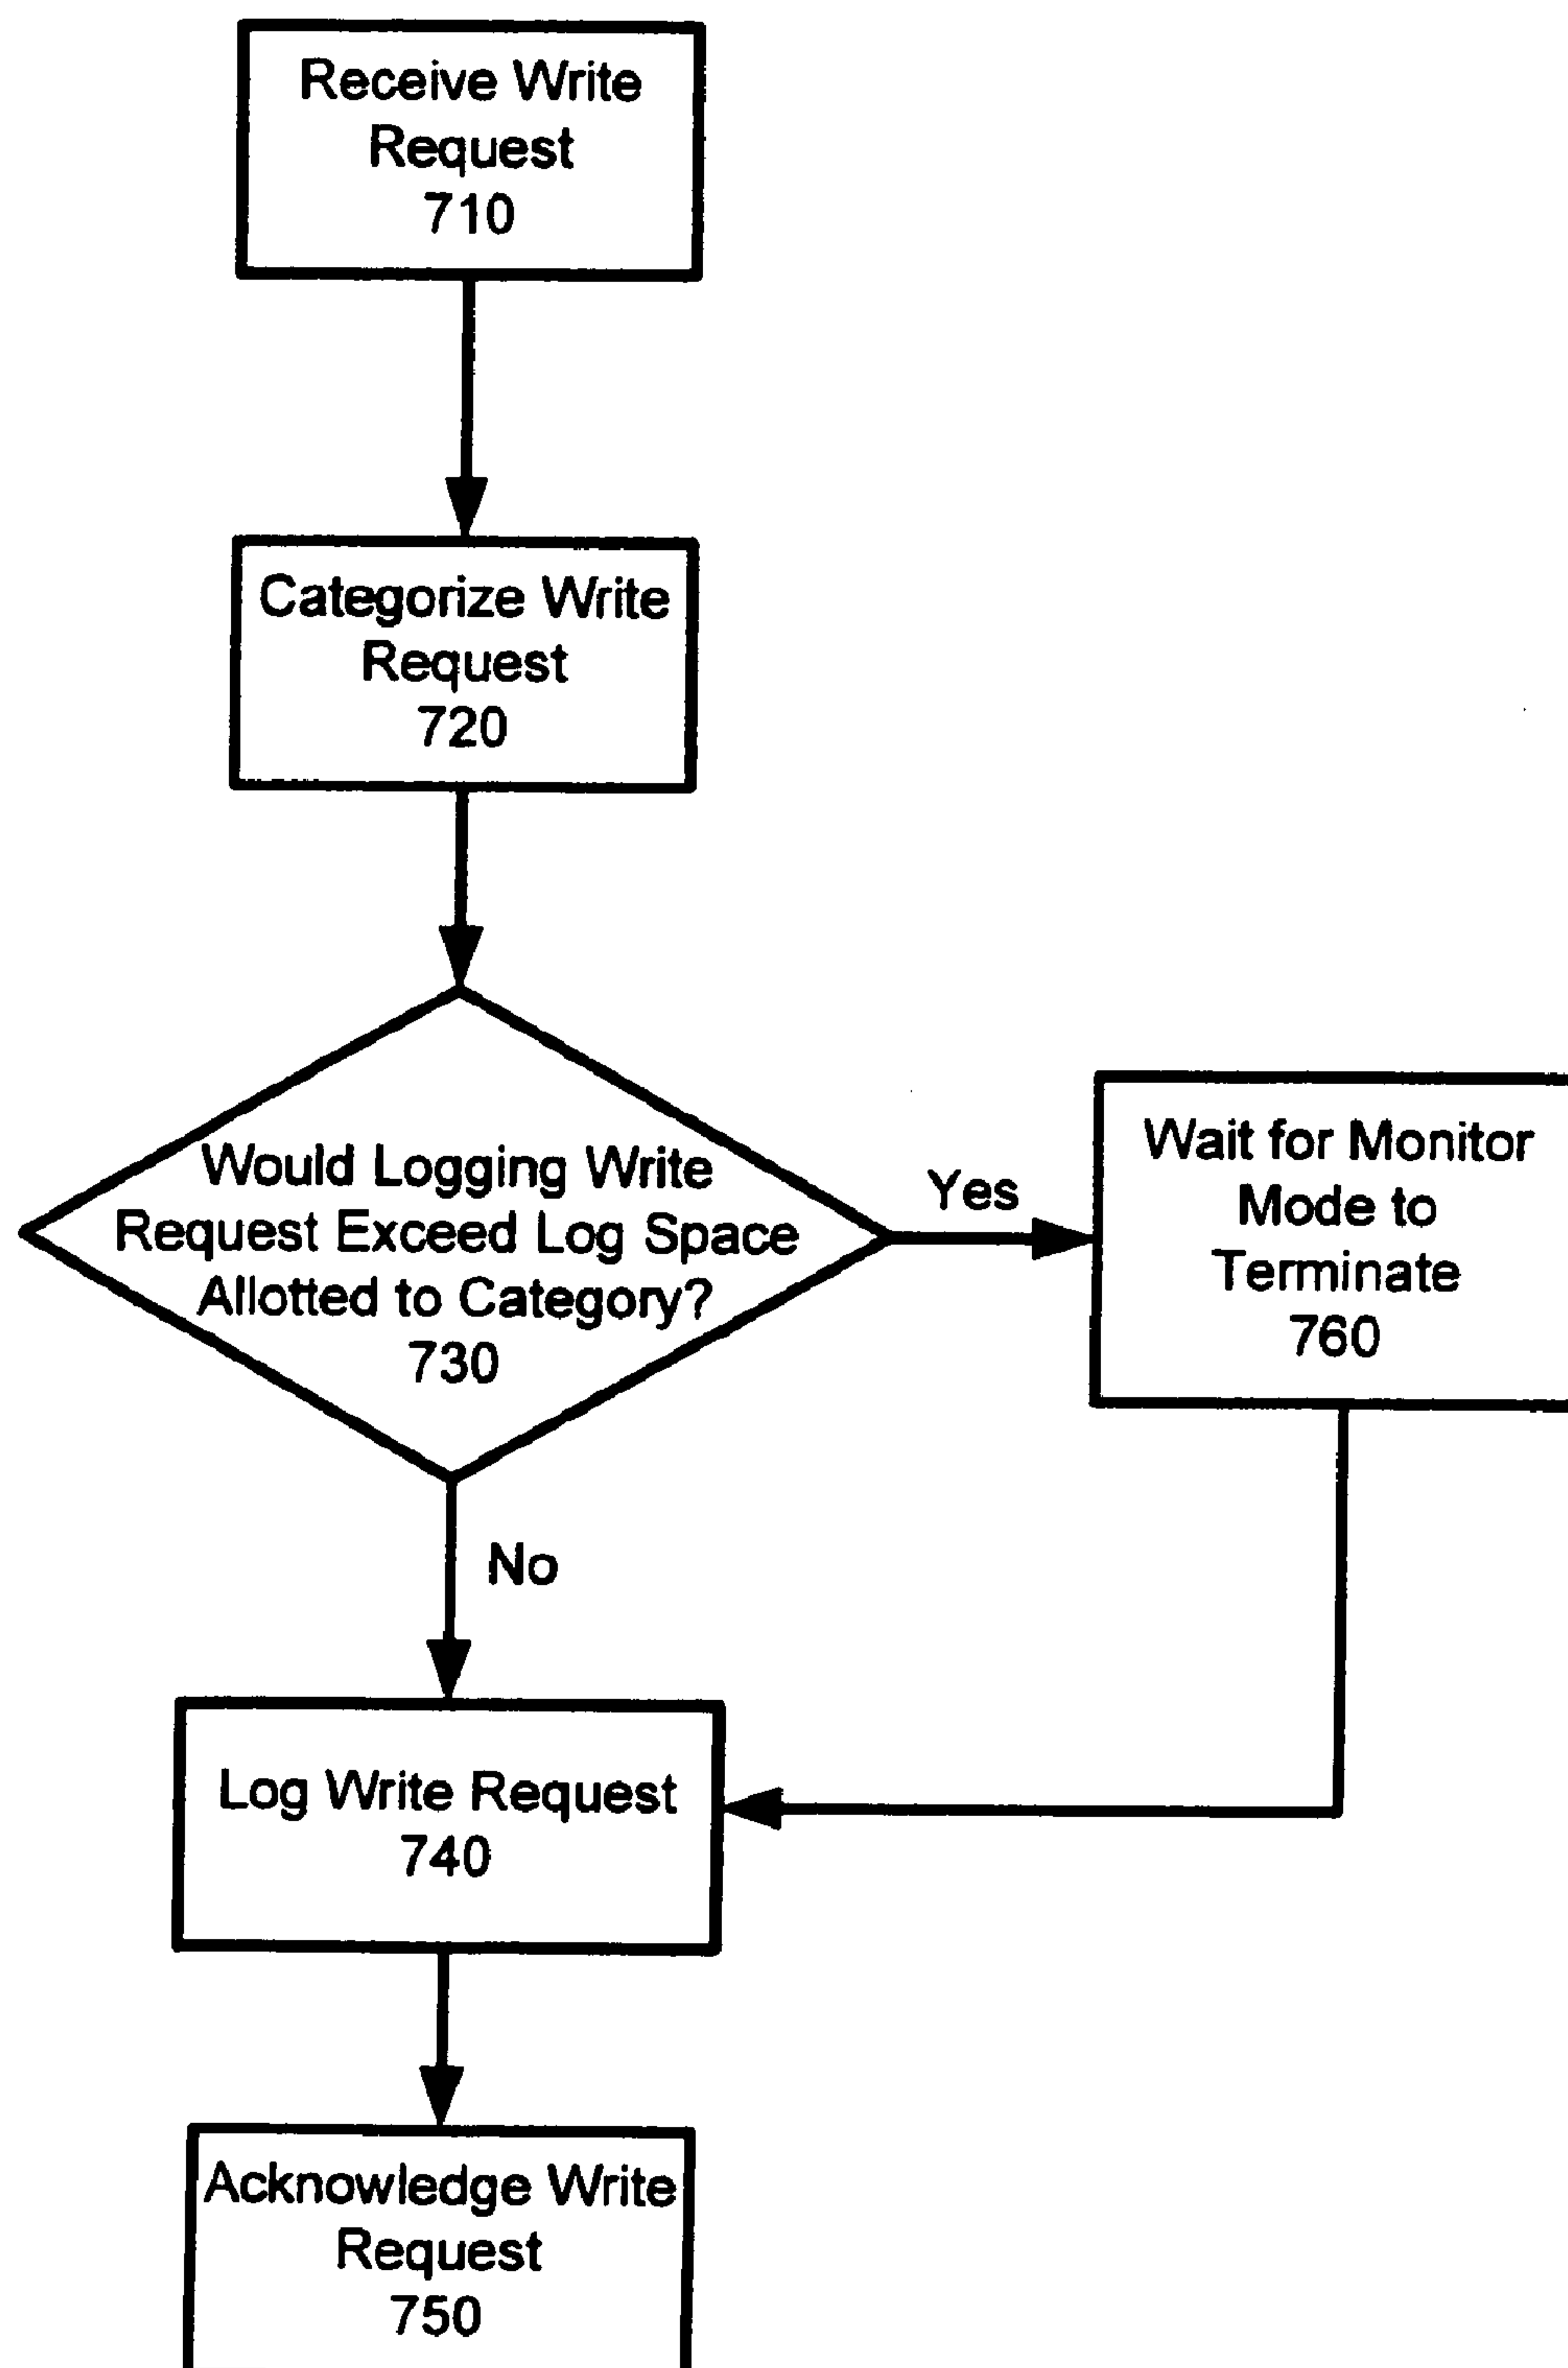 Receive Write
Request
710
Categorize Write
Request
720
Would Logging Write
Request Exceed Log Space
Allotted to Category?
730
Yes
Wait for Monitor
Mode to
Terminate
760
No
Log Write Request
740
Acknowledge Write
Request
750